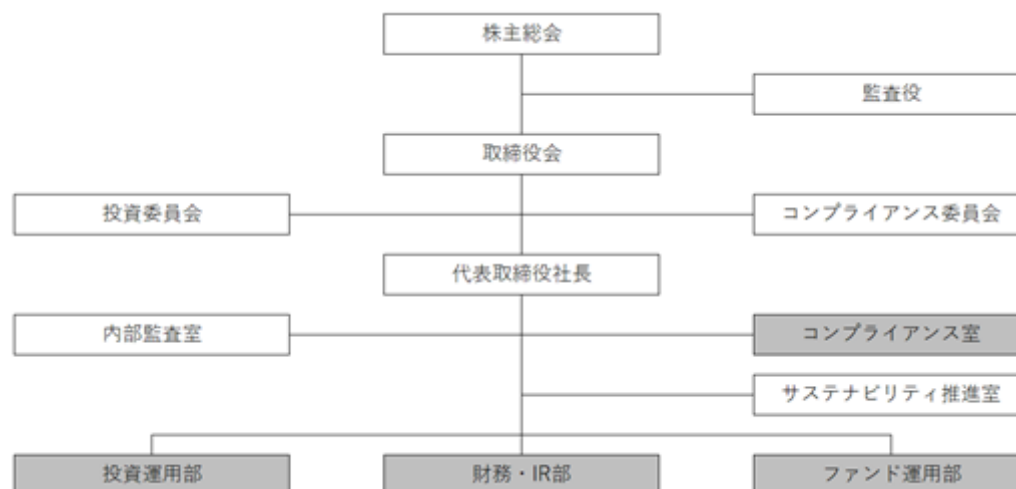 株主総会
監査役
取締役会
投資委員会
コンプライアンス委員会
代表取締役社長
内部監査室
コンプライアンス室
サステナビリティ推進室
投資運用部
財務・IR部
ファンド運用部